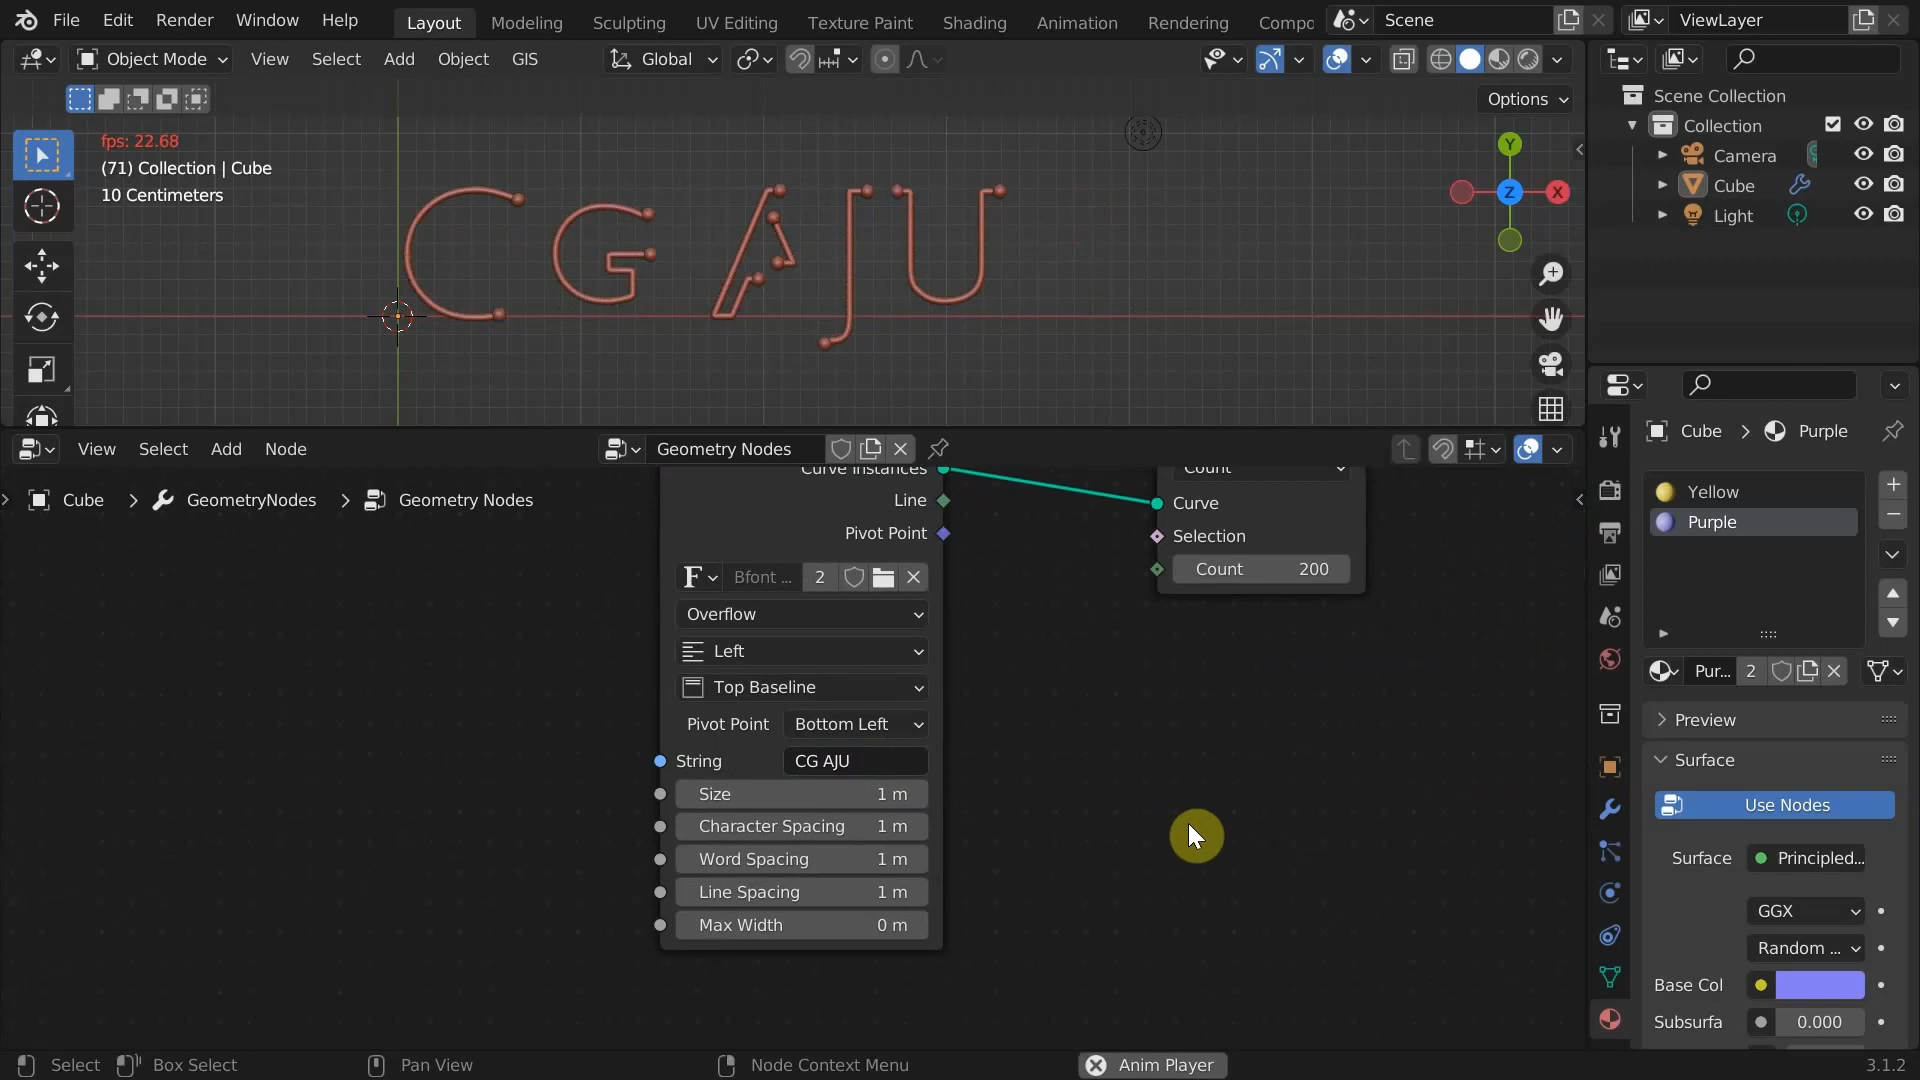 File Edit Render Window Help Layout Modeling Sculpting UV Editing Texture Paint Shading Animation Rendering Compo Scene ViewLayer
Object Mode View Select Add Object GIS Global
Options
fps: 22.68
(71) Collection | Cube
10 Centimeters
CG AJU
Y
Z X
Scene Collection
Collection
Camera
Cube
Light
View Select Add Node Geometry Nodes
Cube > GeometryNodes > Geometry Nodes
Curve Instances
Line
Pivot Point
F Bfont ... 2
Overflow
Left
Top Baseline
Pivot Point Bottom Left
String CG AJU
Size 1 m
Character Spacing 1 m
Word Spacing 1 m
Line Spacing 1 m
Max Width 0 m
Count
Curve
Selection
Count 200
Cube > Purple
Yellow
Purple
Pur... 2
Preview
Surface
Use Nodes
Surface Principled...
GGX
Random ...
Base Col
Subsurfa 0.000
Select Box Select Pan View Node Context Menu Anim Player 3.1.2